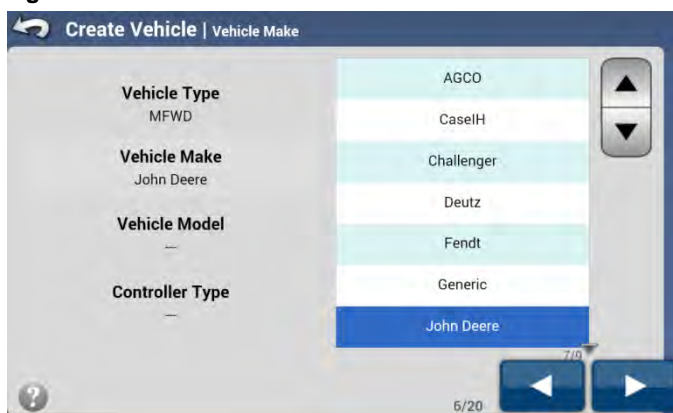 Create Vehicle | Vehicle Make
Vehicle Type
MFWD
Vehicle Make
John Deere
Vehicle Model
---
Controller Type
---
AGCO
CaseIH
Challenger
Deutz
Fendt
Generic
John Deere
7/9
6/20
?